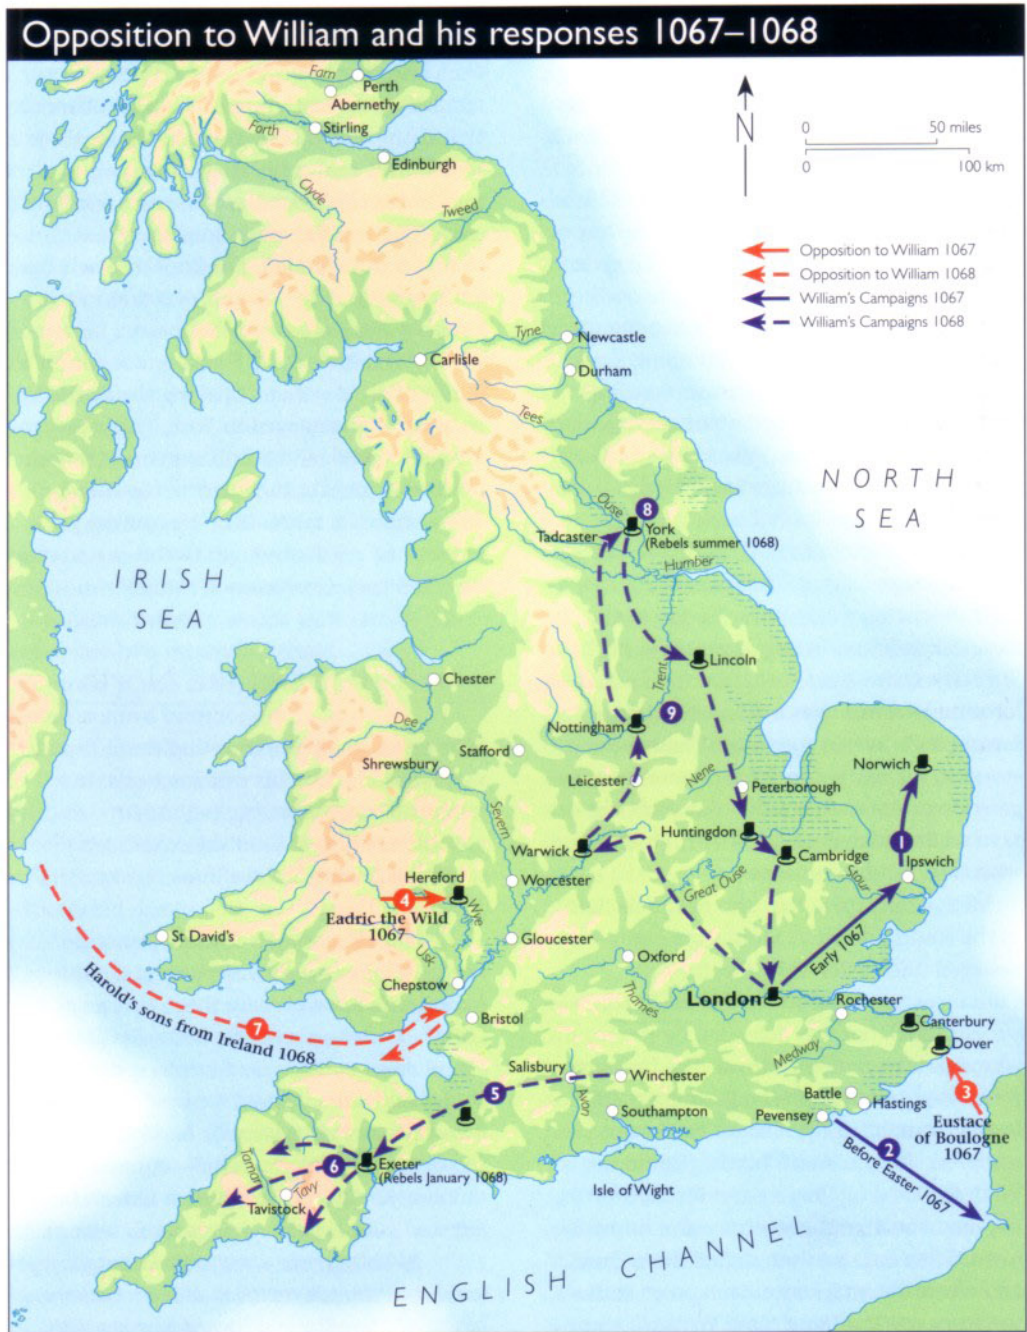 Opposition to William and his responses 1067–1068
Farn
Perth
Abernethy
Forth
Stirling
Edinburgh
Clyde
Tweed
N
0 50 miles
0 100 km
Opposition to William 1067
Opposition to William 1068
William's Campaigns 1067
William's Campaigns 1068
Tyne
Newcastle
Carlisle
Durham
Tees
NORTH
SEA
Ouse
8
Tadcaster
York
(Rebels summer 1068)
Humber
IRISH
SEA
Lincoln
Trent
Chester
Dee
9
Nottingham
Stafford
Shrewsbury
Leicester
Nene
Peterborough
Norwich
Severn
Huntingdon
Warwick
Cambridge
1
Ipswich
Stour
Hereford
Worcester
Great Ouse
4
Wye
Eadric the Wild
1067
St David's
Usk
Gloucester
Oxford
Early 1067
Chepstow
Thames
London
Rochester
Harold's sons from Ireland 1068
7
Bristol
Canterbury
Medway
Dover
Salisbury
Winchester
5
Avon
Southampton
Battle
Hastings
Pevensey
3
Eustace
of Boulogne
1067
2
Before Easter 1067
Tamar
6
Exeter
(Rebels January 1068)
Tavy
Tavistock
Isle of Wight
ENGLISH CHANNE